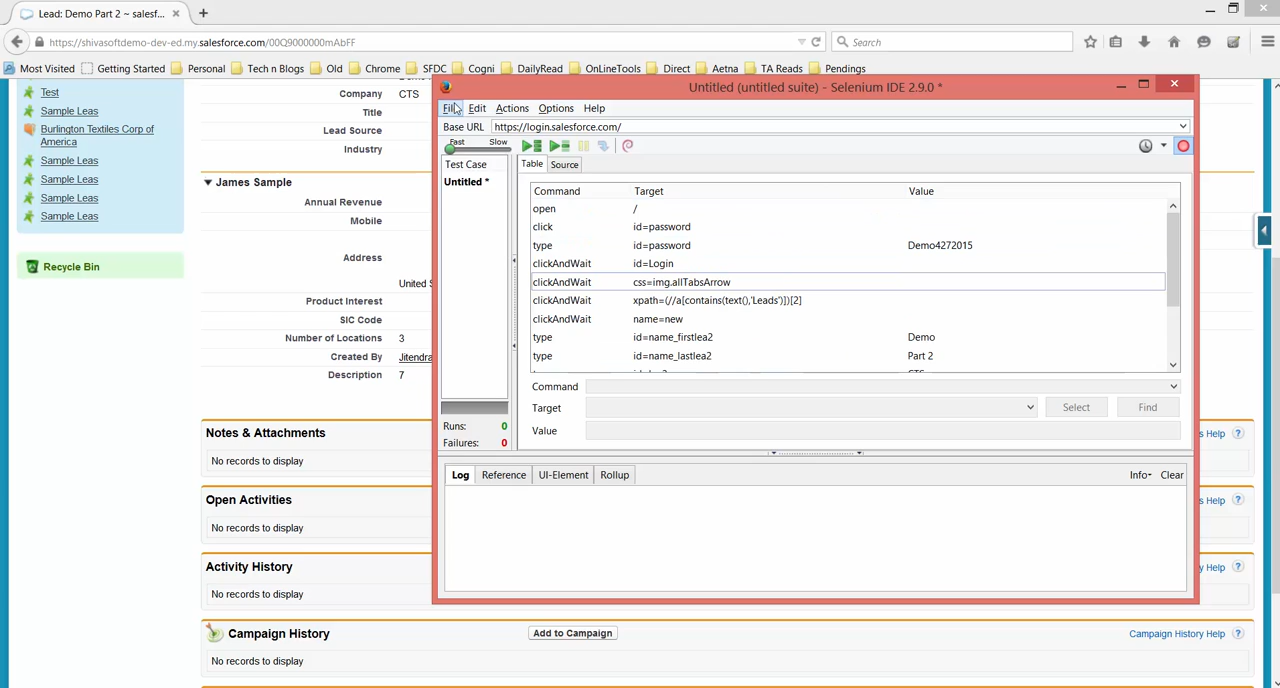 Lead: Demo Part 2 ~ salesf...
https://shivasoftdemo-dev-ed.my.salesforce.com/00Q9000000mAbFF
Search
Most Visited Getting Started Personal Tech n Blogs Old Chrome SFDC Cogni DailyRead OnLineTools Direct Aetna TA Reads Pendings
Test
Sample Leas
Burlington Textiles Corp of
America
Sample Leas
Sample Leas
Sample Leas
Sample Leas
Recycle Bin
Company CTS
Title
Lead Source
Industry
James Sample
Annual Revenue
Mobile
Address
United S
Product Interest
SIC Code
Number of Locations 3
Created By Jitendra
Description 7
Untitled (untitled suite) - Selenium IDE 2.9.0 *
File Edit Actions Options Help
Base URL https://login.salesforce.com/
Fast Slow
Test Case
Untitled *
Table Source
Command Target Value
open /
click id=password
type id=password Demo4272015
clickAndWait id=Login
clickAndWait css=img.allTabsArrow
clickAndWait xpath=(//a[contains(text(),'Leads')])[2]
clickAndWait name=new
type id=name_firstlea2 Demo
type id=name_lastlea2 Part 2
Command
Target Select Find
Value
Runs: 0
Failures: 0
Log Reference UI-Element Rollup Info Clear
Notes & Attachments s Help ?
No records to display
Open Activities s Help ?
No records to display
Activity History y Help ?
No records to display
Campaign History Add to Campaign Campaign History Help ?
No records to display